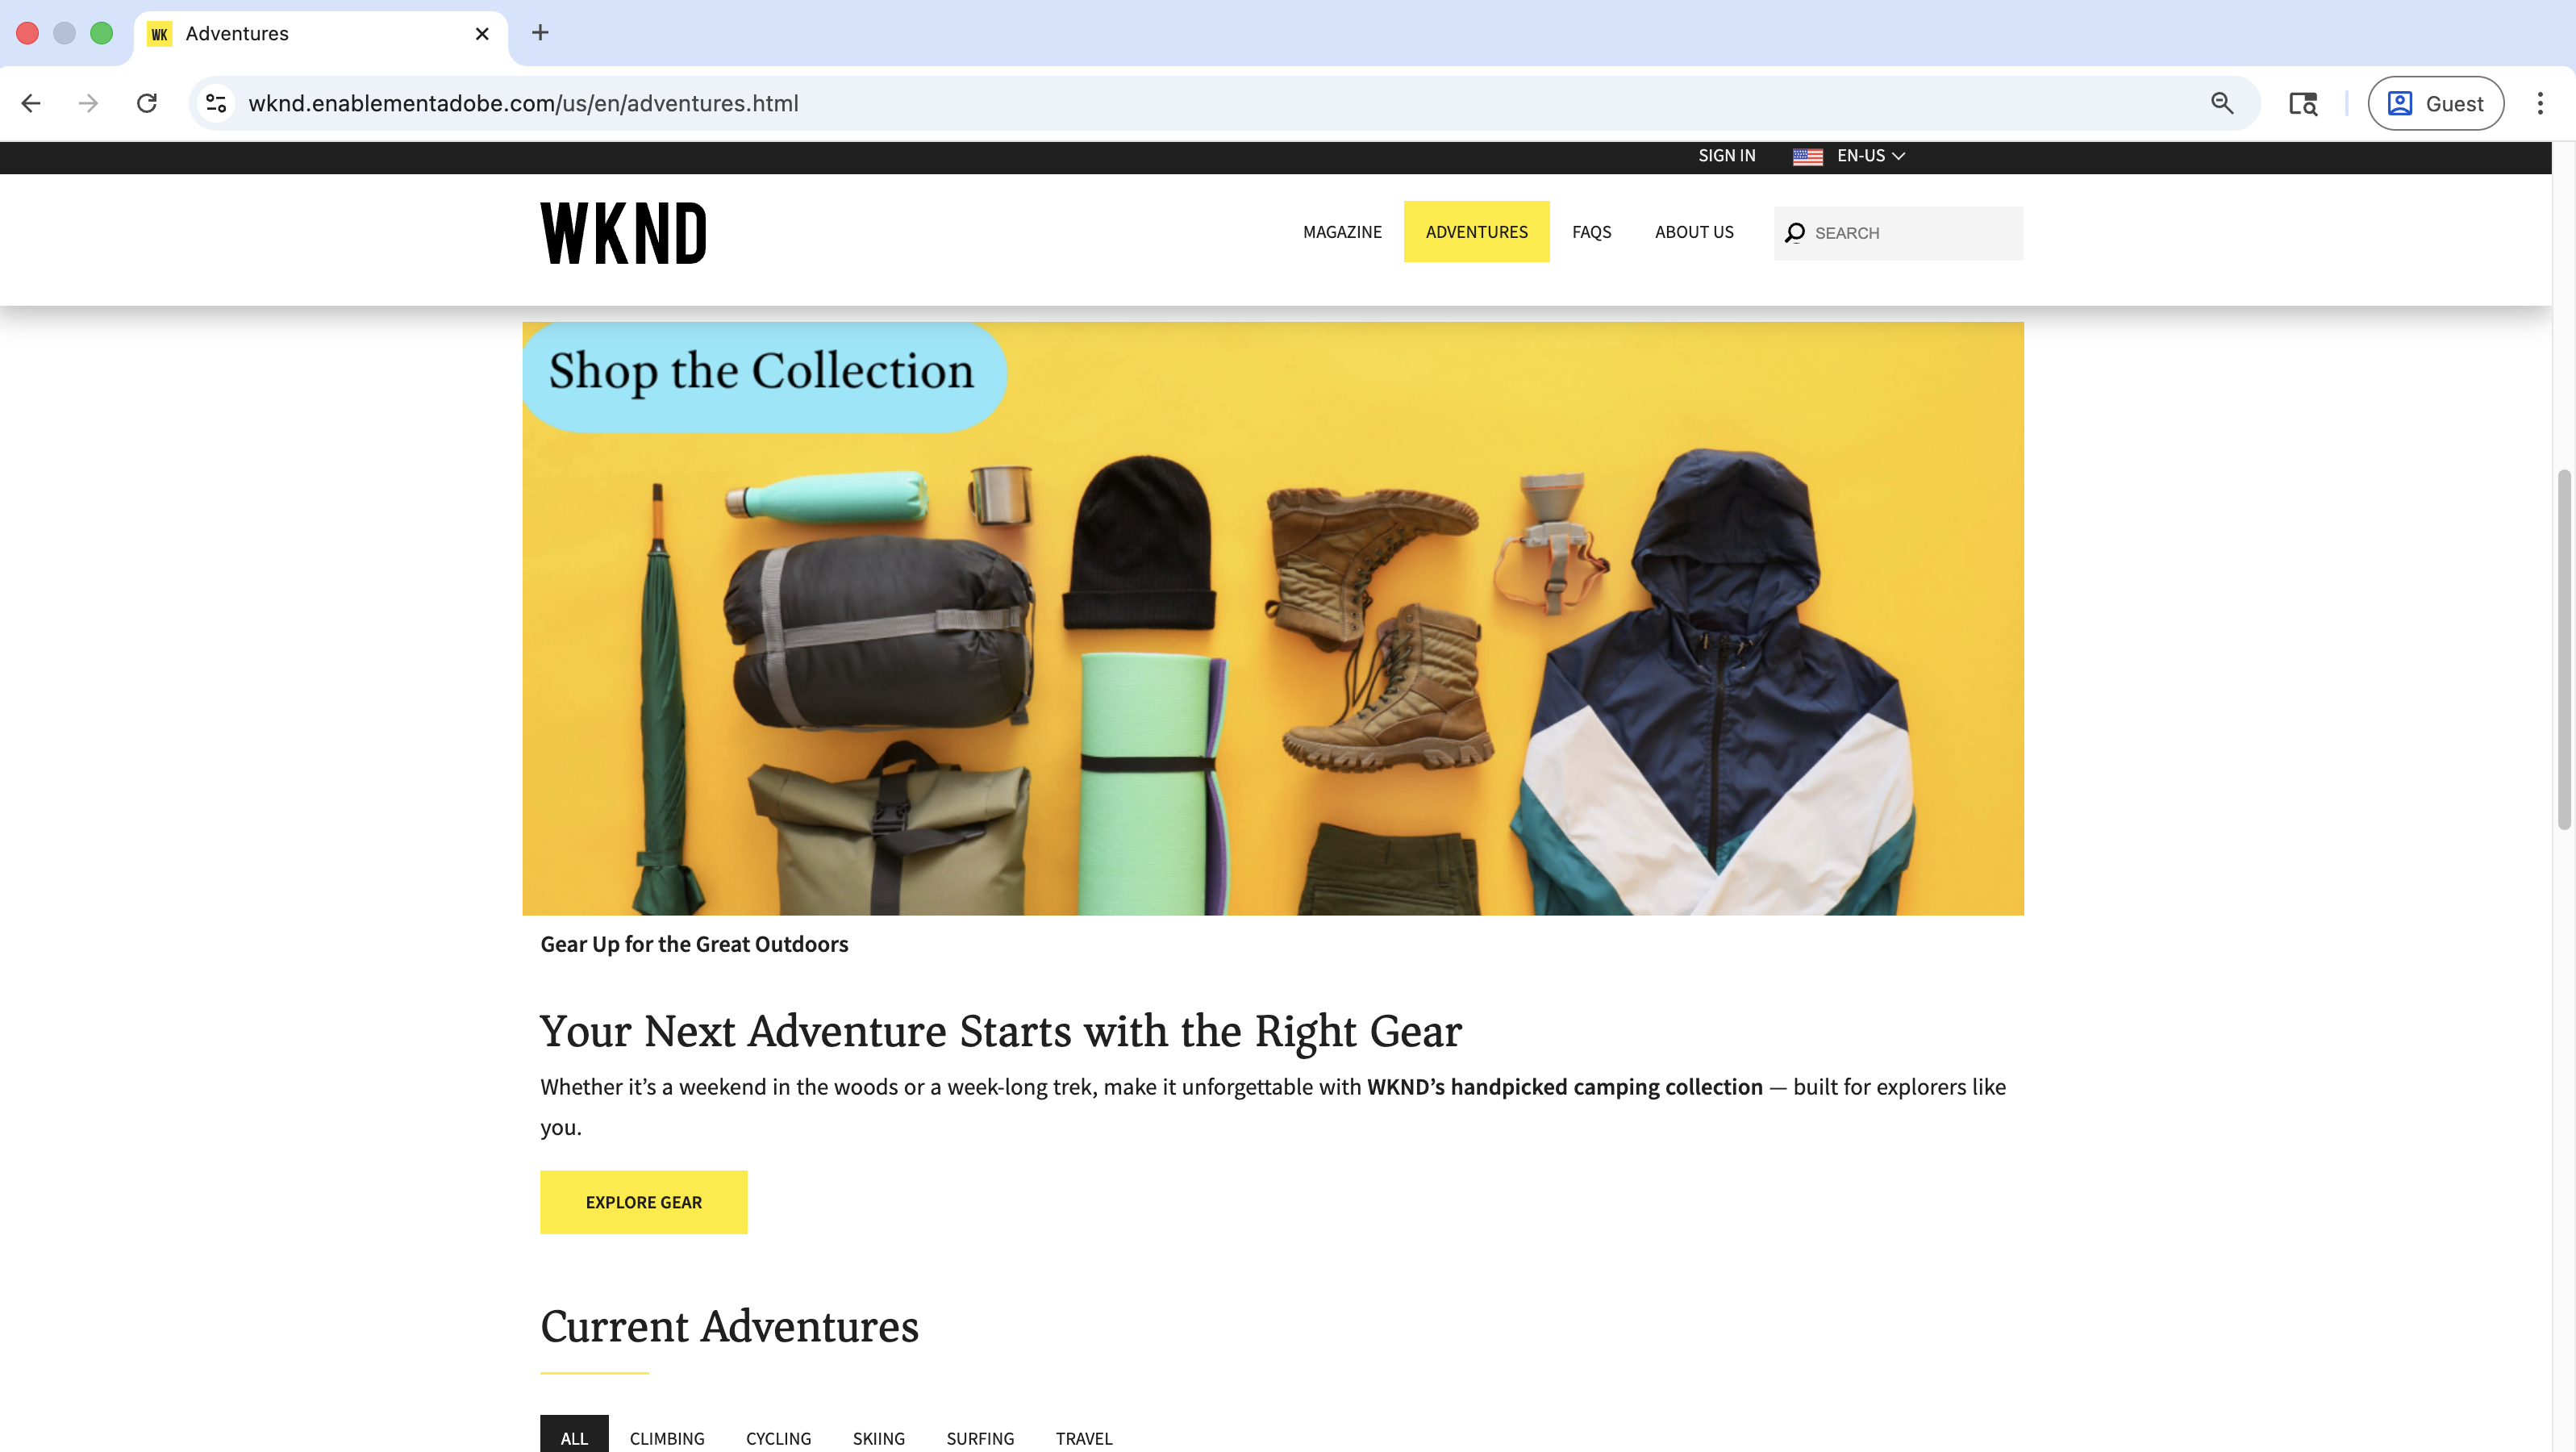 WK Adventures
wknd.enablementadobe.com/us/en/adventures.html
Guest
SIGN IN EN-US
WKND
MAGAZINE ADVENTURES FAQS ABOUT US SEARCH
Shop the Collection
Gear Up for the Great Outdoors
Your Next Adventure Starts with the Right Gear
Whether it’s a weekend in the woods or a week-long trek, make it unforgettable with WKND’s handpicked camping collection — built for explorers like
you.
EXPLORE GEAR
Current Adventures
ALL CLIMBING CYCLING SKIING SURFING TRAVEL